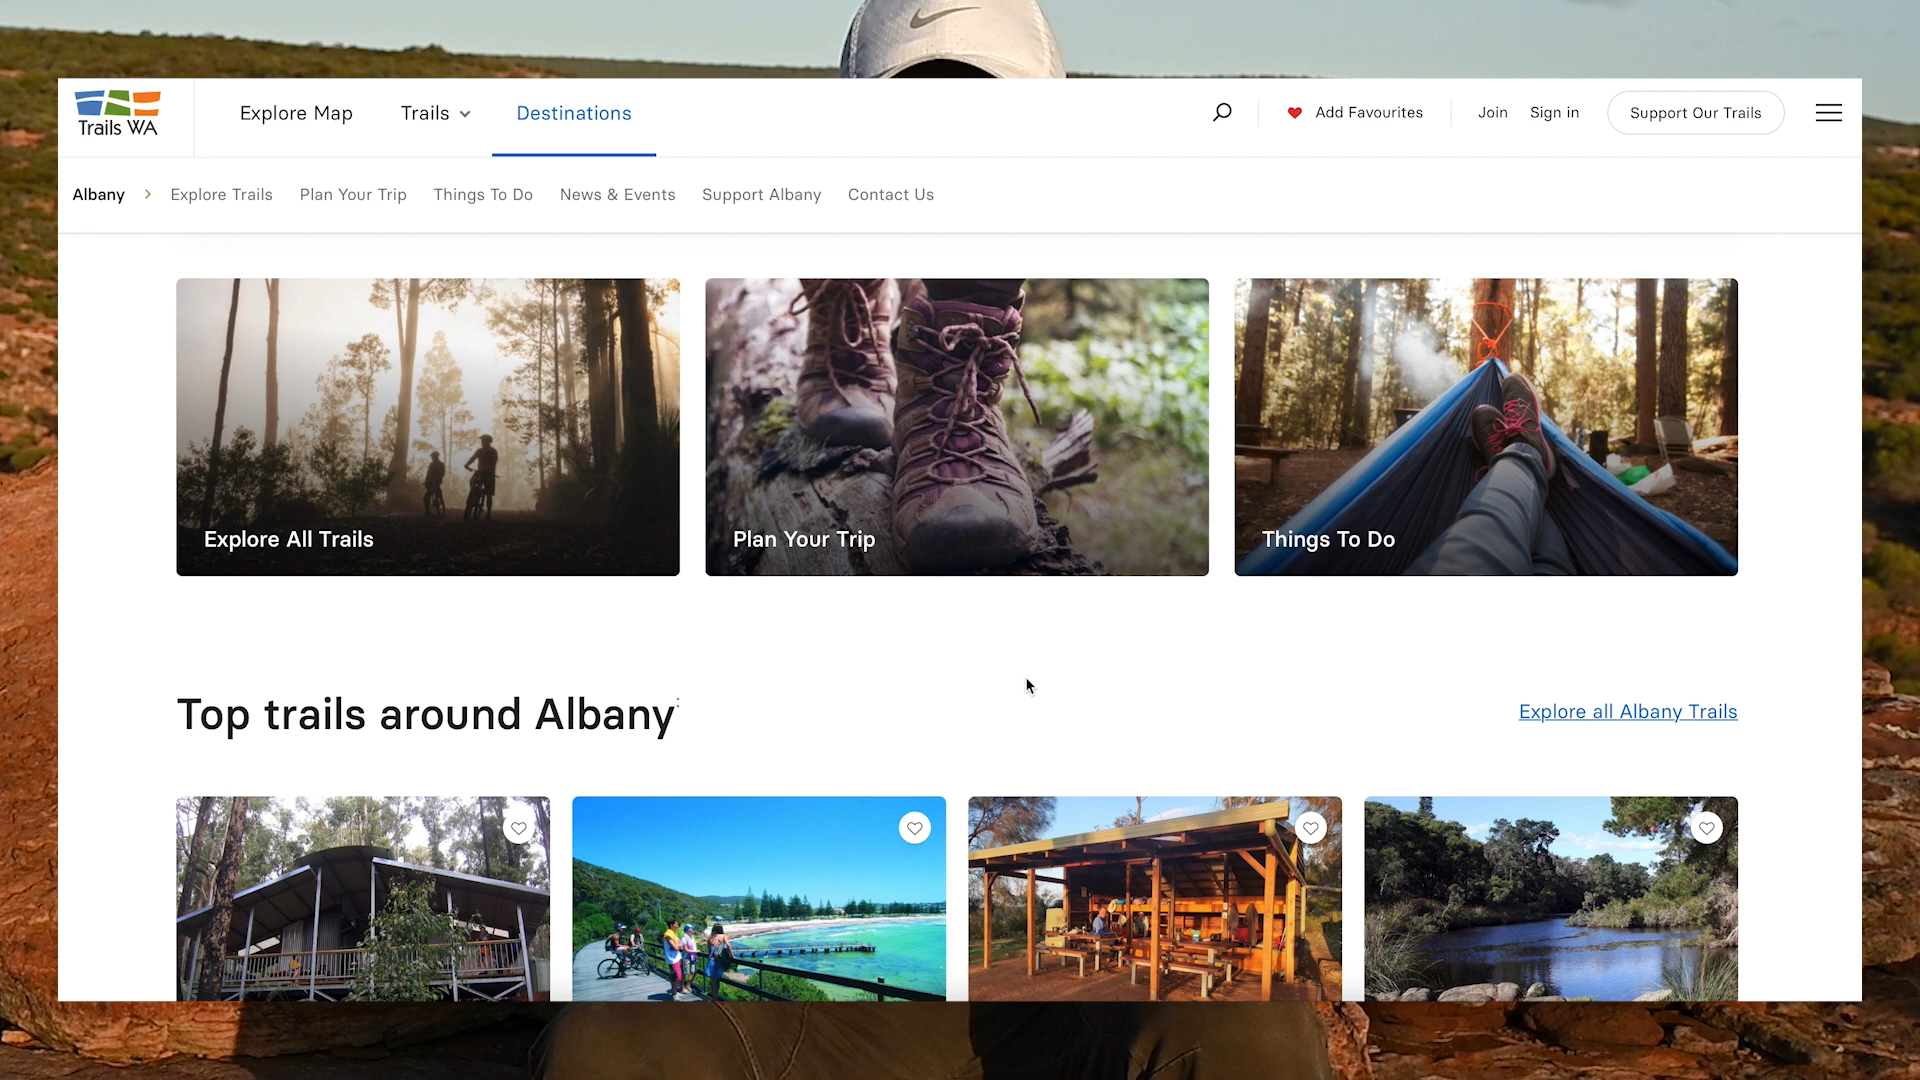 Trails WA
Explore Map
Trails
Destinations
Add Favourites
Join
Sign in
Support Our Trails
Albany
Explore Trails
Plan Your Trip
Things To Do
News & Events
Support Albany
Contact Us
Explore All Trails
Plan Your Trip
Things To Do
Top trails around Albany
Explore all Albany Trails